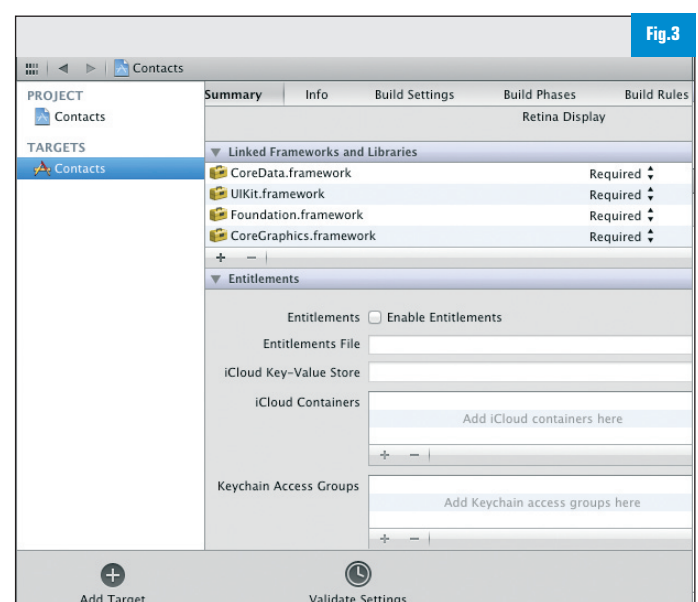 Fig.3
Contacts
PROJECT
Contacts
TARGETS
Contacts
Summary Info Build Settings Build Phases Build Rules
Retina Display
Linked Frameworks and Libraries
CoreData.framework Required
UIKit.framework Required
Foundation.framework Required
CoreGraphics.framework Required
Entitlements
Entitlements Enable Entitlements
Entitlements File
iCloud Key-Value Store
iCloud Containers
Add iCloud containers here
Keychain Access Groups
Add Keychain access groups here
Add Target Validate Settings